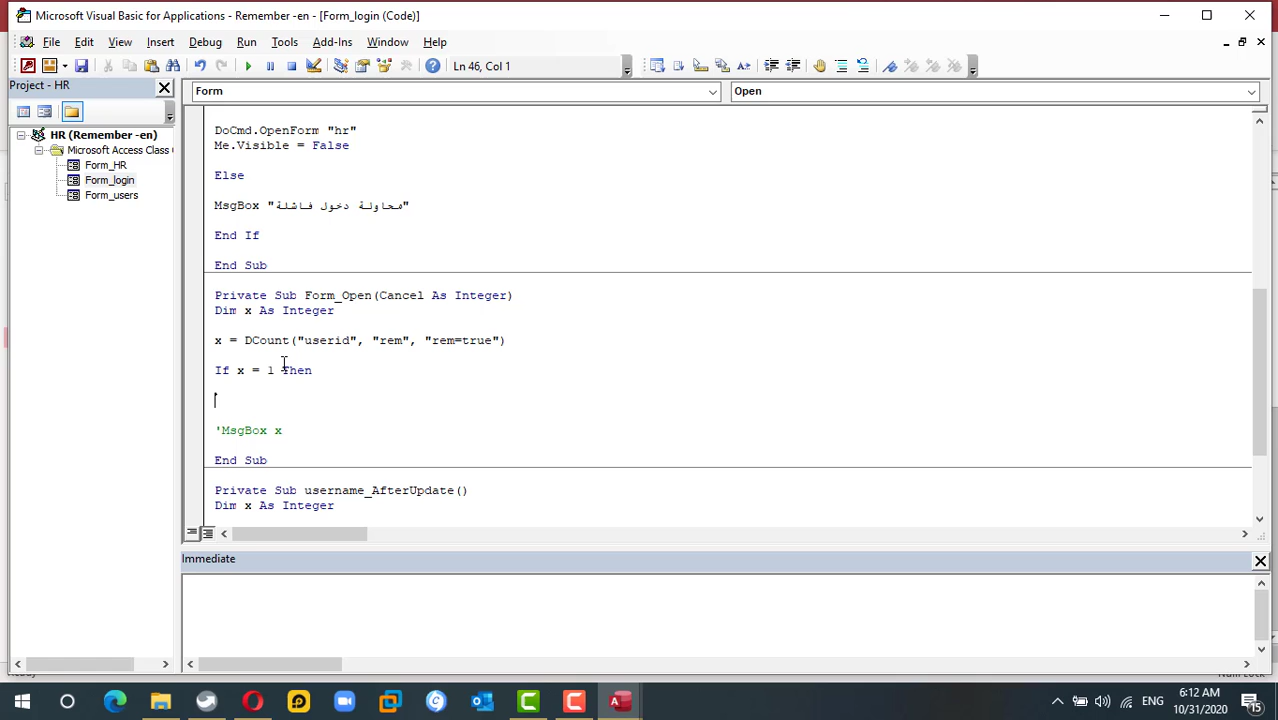 Microsoft Visual Basic for Applications - Remember -en - [Form_login (Code)]
File Edit View Insert Format Debug Run Tools Add-Ins Window Help
Ln 46, Col 1
Project - HR
Form
Open
HR (Remember -en)
Microsoft Access Class
Form_HR
Form_login
Form_users
DoCmd.OpenForm "hr"
Me.Visible = False
Else
MsgBox "محاولة دخول فاشلة"
End If
End Sub
Private Sub Form_Open(Cancel As Integer)
Dim x As Integer
x = DCount("userid", "rem", "rem=true")
If x = 1 Then
'MsgBox x
End Sub
Private Sub username_AfterUpdate()
Dim x As Integer
Immediate
ENG
6:12 AM
10/31/2020
15